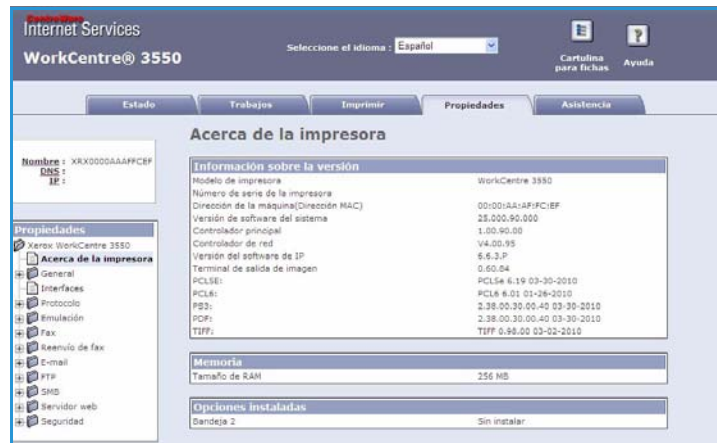 CentreWare
Internet Services
WorkCentre® 3550
Seleccione el idioma : Español
Cartulina para fichas
Ayuda
Estado
Trabajos
Imprimir
Propiedades
Asistencia
Nombre : XRX0000AAAFFCEF
DNS :
IP :
Propiedades
Xerox WorkCentre 3550
Acerca de la impresora
General
Interfaces
Protocolo
Emulación
Fax
Reenvío de fax
E-mail
FTP
SMB
Servidor web
Seguridad
Acerca de la impresora
Información sobre la versión
Modelo de impresora WorkCentre 3550
Número de serie de la impresora
Dirección de la máquina(Dirección MAC) 00:00:AA:AF:FC:EF
Versión de software del sistema 25.000.90.000
Controlador principal 1.00.90.00
Controlador de red V4.00.95
Versión del software de IP 6.6.3.P
Terminal de salida de imagen 0.60.84
PCL5E: PCL5e 6.19 03-30-2010
PCL6: PCL6 6.01 01-26-2010
PS3: 2.38.00.30.00.40 03-30-2010
PDF: 2.38.00.30.00.40 03-30-2010
TIFF: TIFF 0.98.00 03-02-2010
Memoria
Tamaño de RAM 256 MB
Opciones instaladas
Bandeja 2 Sin instalar